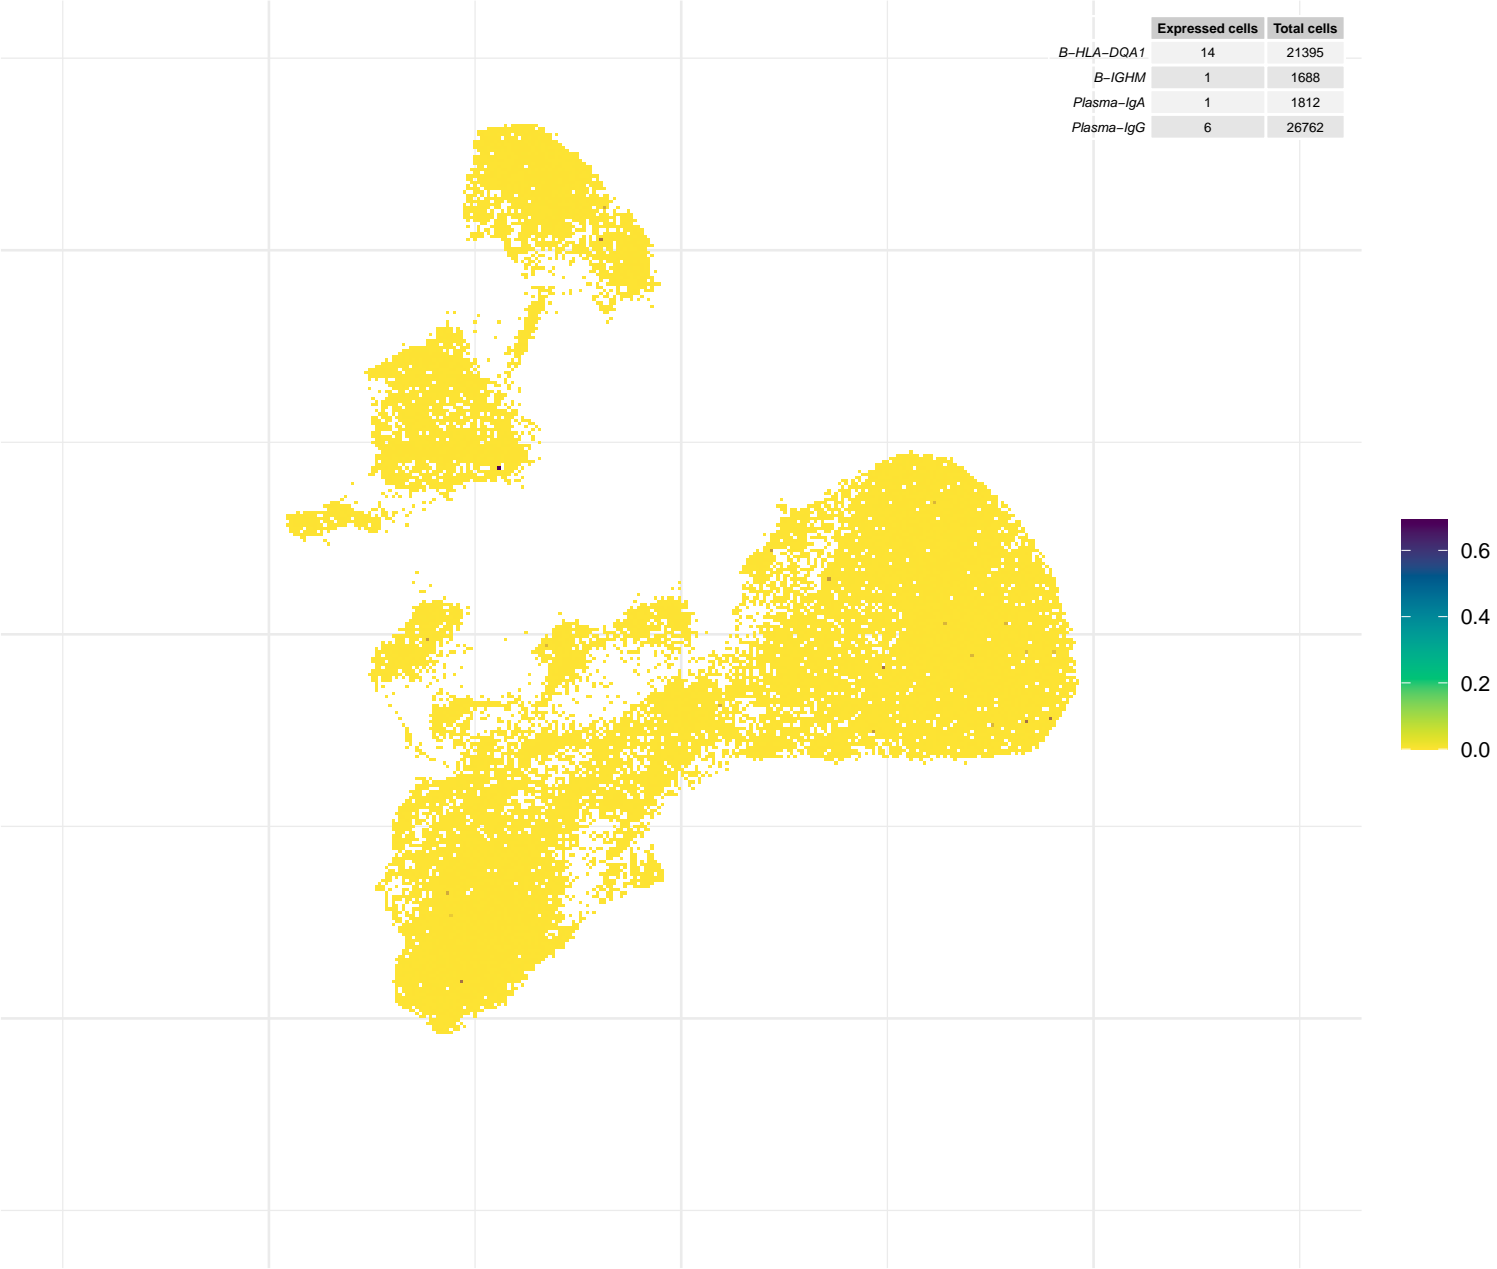 Expressed cells Total cells
B−HLA−DQA1 14 21395
B−IGHM 1 1688
Plasma−IgA 1 1812
Plasma−IgG 6 26762
0.6
0.4
0.2
0.0